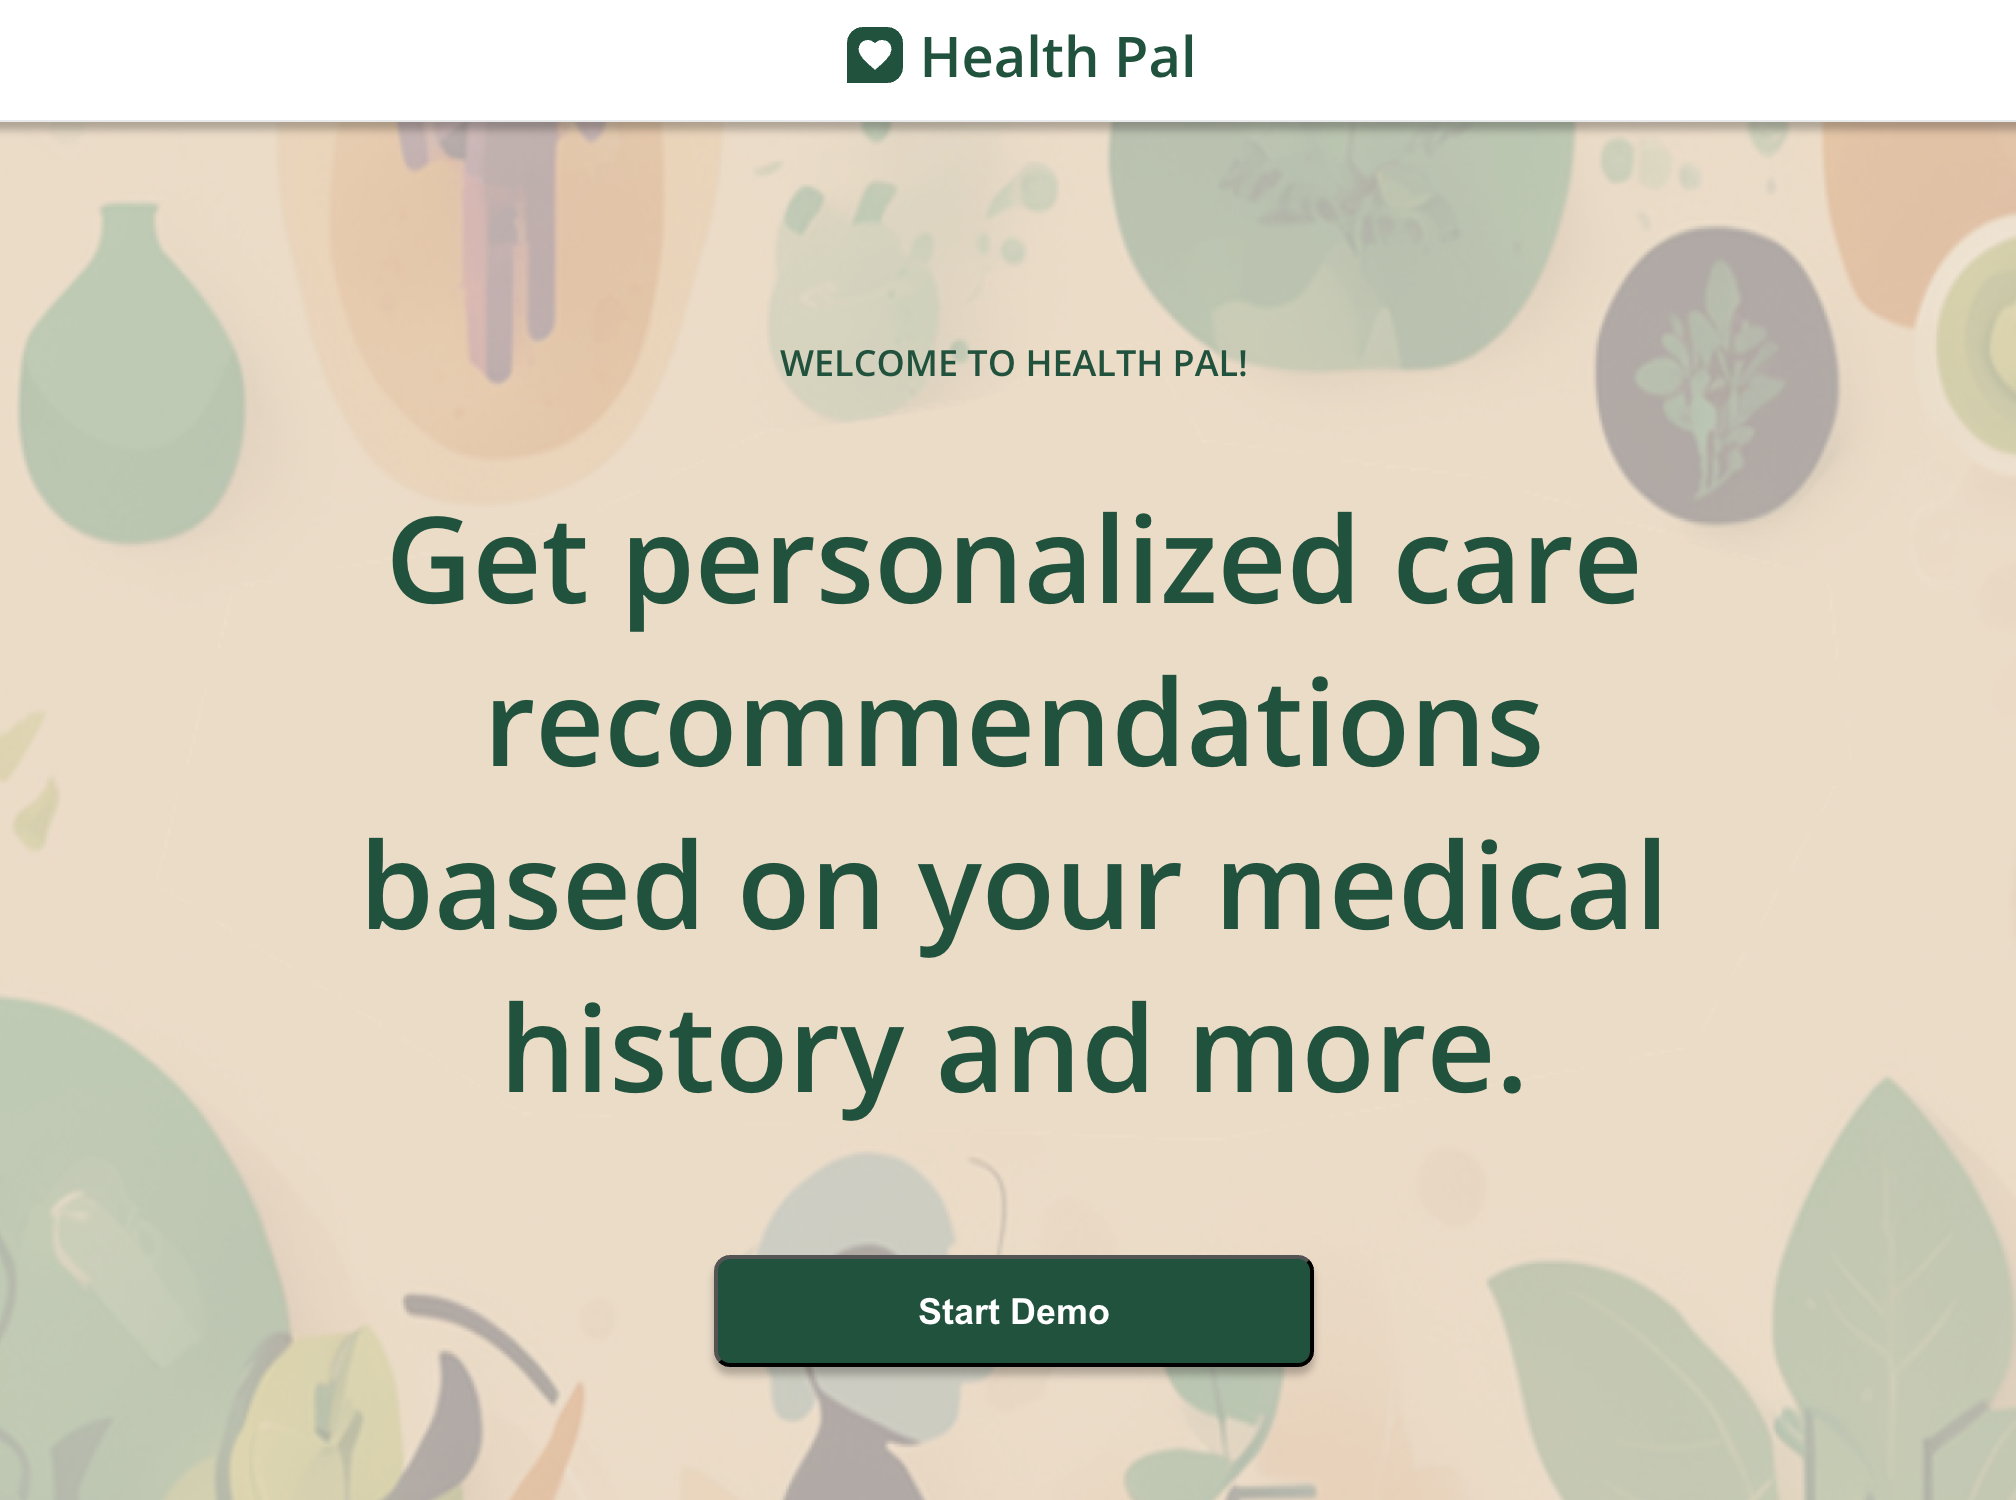 Health Pal
WELCOME TO HEALTH PAL!
Get personalized care
recommendations
based on your medical
history and more.
Start Demo